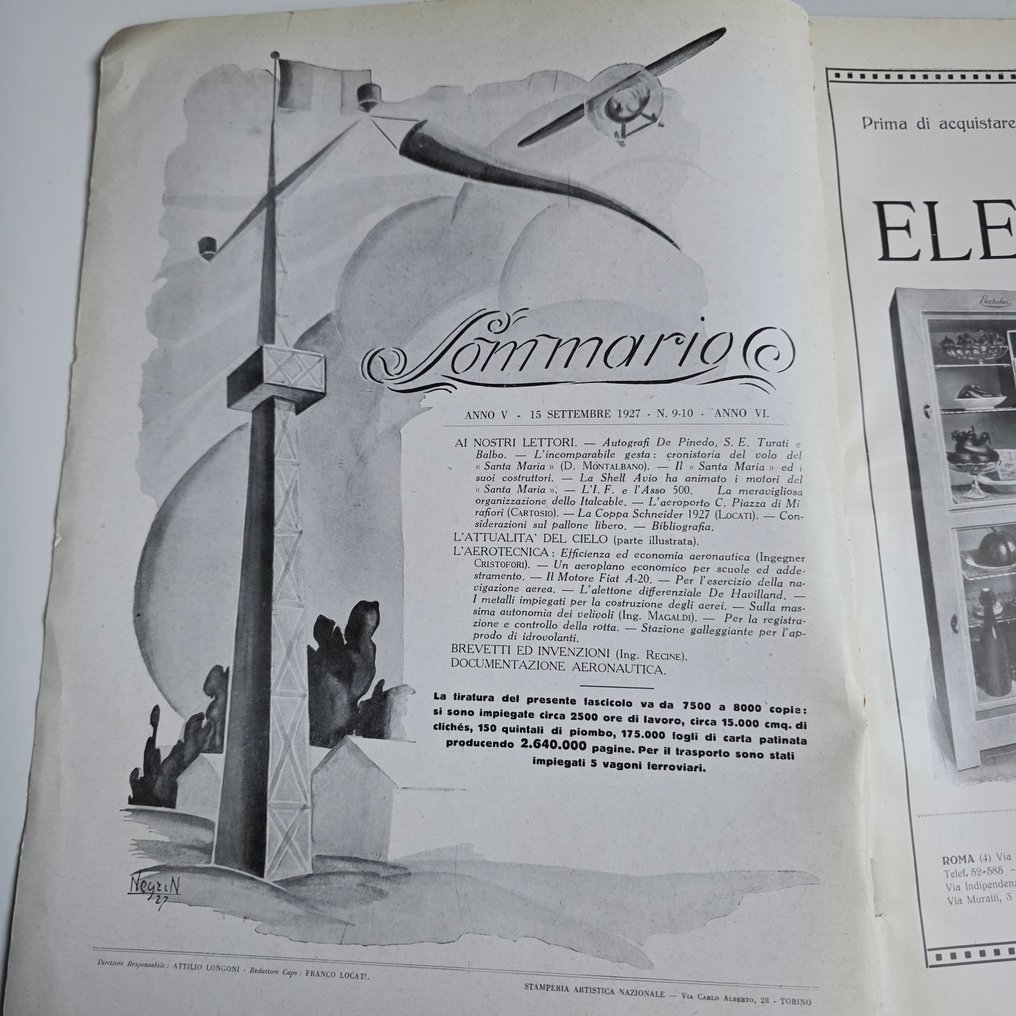 Sommario
ANNO V - 15 SETTEMBRE 1927 - N. 9-10 - ANNO VI.
AI NOSTRI LETTORI. — Autografi De Pinedo, S. E. Turati e
Balbo. — L'incomparabile gesta: cronistoria del volo del
« Santa Maria » (D. MONTALBANO). — Il « Santa Maria » ed i
suoi costruttori. — La Shell Avio ha animato i motori del
« Santa Maria ». — L'I. F. e l'Asso 500. La meravigliosa
organizzazione dello Italcable. — L'aeroporto C. Piazza di Mi-
rafiori (CARTOSIO). — La Coppa Schneider 1927 (LOCATI). — Con-
siderazioni sul pallone libero. — Bibliografia.
L'ATTUALITA' DEL CIELO (parte illustrata).
L'AEROTECNICA: Efficienza ed economia aeronautica (Ingegner
CRISTOFORI). — Un aeroplano economico per scuole ed adde-
stramento. — Il Motore Fiat A-20. — Per l'esercizio della na-
vigazione aerea. — L'alettone differenziale De Havilland. —
I metalli impiegati per la costruzione degli aerei. — Sulla mas-
sima autonomia dei velivoli (Ing. MAGALDI). — Per la registra-
zione e controllo della rotta. — Stazione galleggiante per l'ap-
prodo di idrovolanti.
BREVETTI ED INVENZIONI (Ing. RECINE).
DOCUMENTAZIONE AERONAUTICA.
La tiratura del presente fascicolo va da 7500 a 8000 copie:
si sono impiegate circa 2500 ore di lavoro, circa 15.000 cmq. di
clichés, 150 quintali di piombo, 175.000 fogli di carta patinata
producendo 2.640.000 pagine. Per il trasporto sono stati
impiegati 5 vagoni ferroviari.
Neyrin
27
Direttore Responsabile: ATTILIO LONGONI - Redattore Capo: FRANCO LOCATI.
STAMPERIA ARTISTICA NAZIONALE — VIA CARLO ALBERTO, 28 - TORINO
Prima di acquistare
ELE
Electrolux
ROMA (4) Via
Telef. 52-583 -
Via Indipendenz
Via Muratti, 3